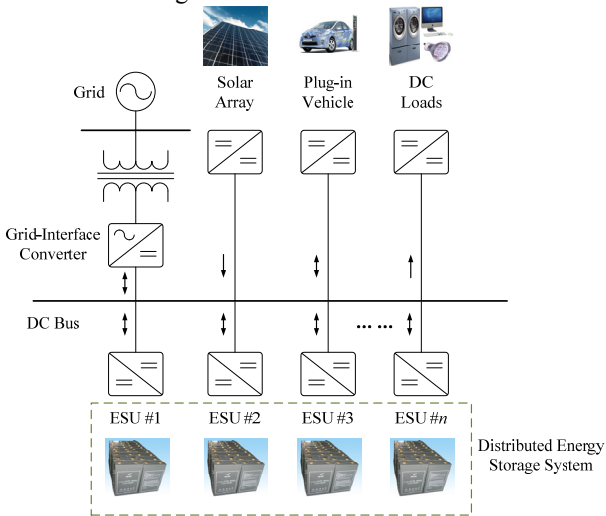 Grid
Solar
Array
Plug-in
Vehicle
DC
Loads
Grid-Interface
Converter
DC Bus
... ...
ESU #1
ESU #2
ESU #3
ESU #n
Distributed Energy
Storage System